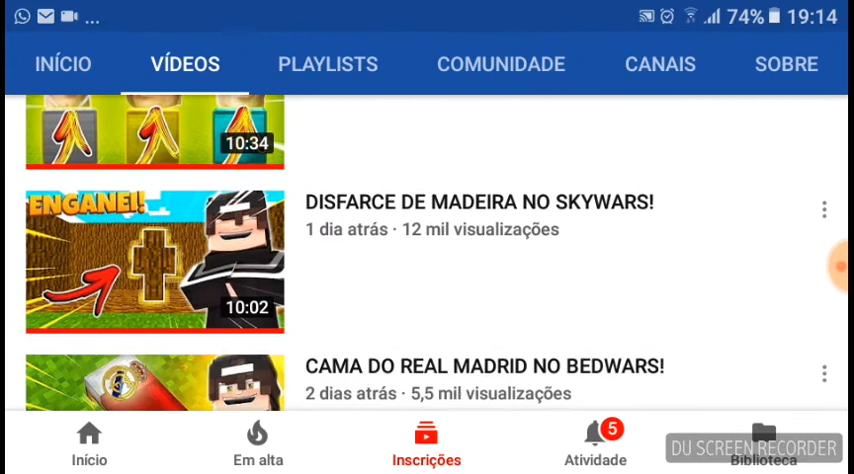 ... 74% 19:14
INÍCIO VÍDEOS PLAYLISTS COMUNIDADE CANAIS SOBRE
10:34
ENGANEI!
10:02
DISFARCE DE MADEIRA NO SKYWARS!
1 dia atrás · 12 mil visualizações
CAMA DO REAL MADRID NO BEDWARS!
2 dias atrás · 5,5 mil visualizações
5
Início Em alta Inscrições Atividade Biblioteca
DU SCREEN RECORDER